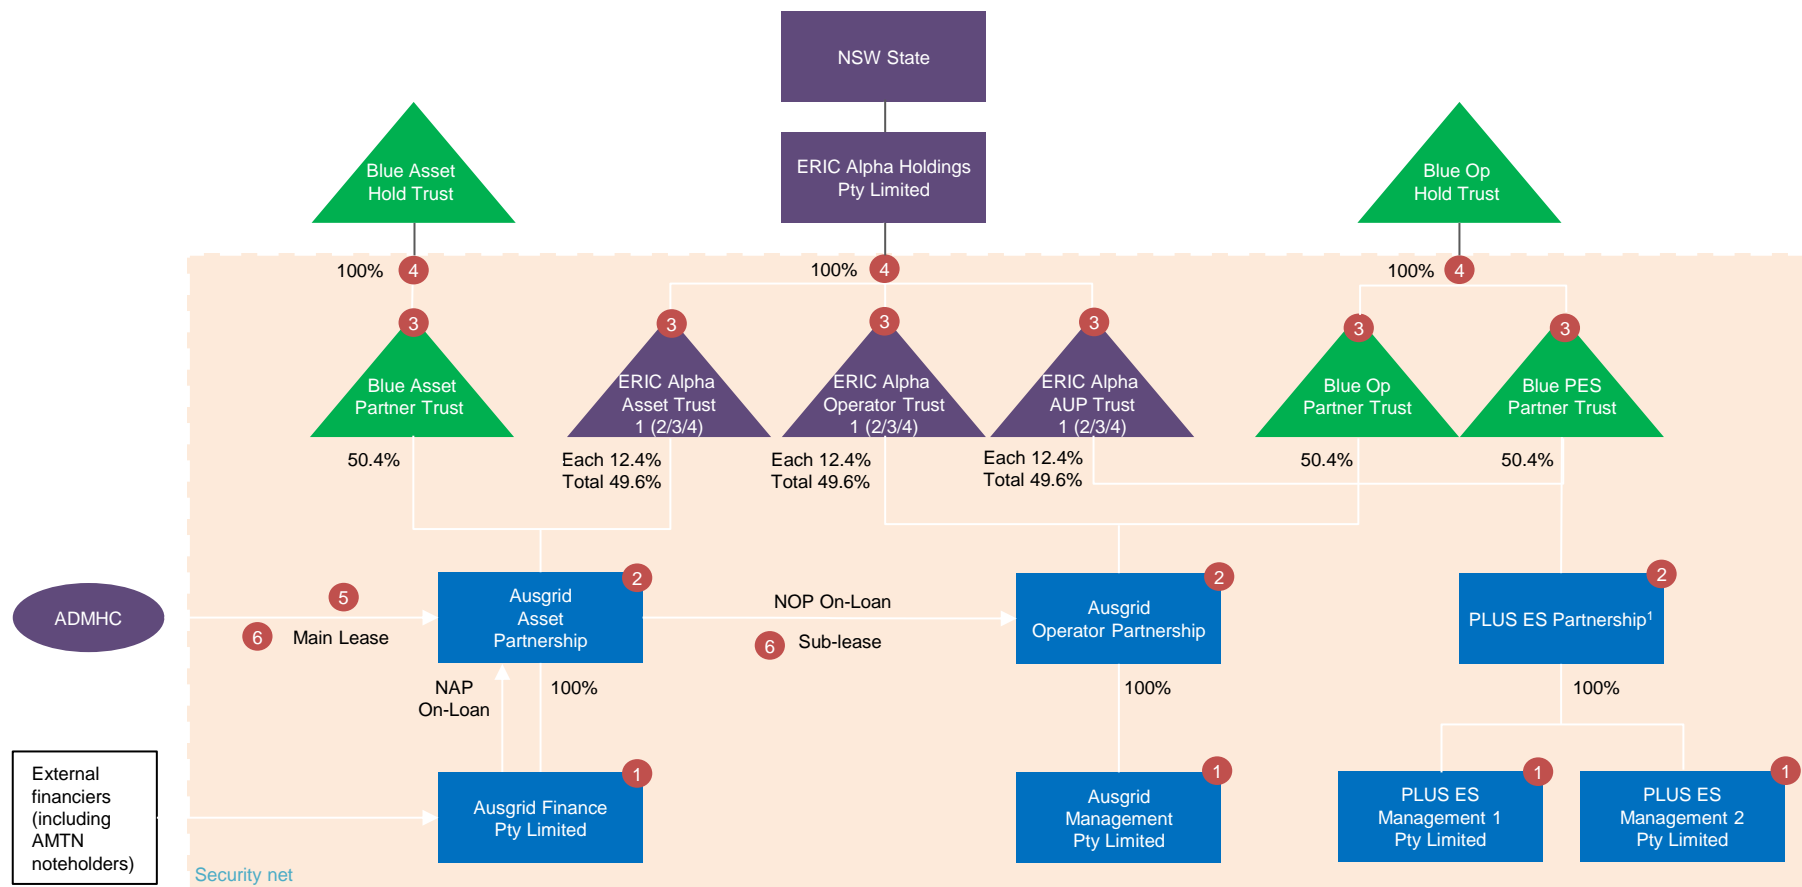 NSW State
Blue Asset
Hold Trust
ERIC Alpha Holdings
Pty Limited
Blue Op
Hold Trust
100%
4
100%
4
100%
4
3
3
3
3
3
3
Blue Asset
Partner Trust
ERIC Alpha
Asset Trust
1 (2/3/4)
ERIC Alpha
Operator Trust
1 (2/3/4)
ERIC Alpha
AUP Trust
1 (2/3/4)
Blue Op
Partner Trust
Blue PES
Partner Trust
50.4%
Each 12.4%
Total 49.6%
Each 12.4%
Total 49.6%
Each 12.4%
Total 49.6%
50.4%
50.4%
ADMHC
5
6
Main Lease
2
Ausgrid
Asset
Partnership
NOP On-Loan
6
Sub-lease
2
Ausgrid
Operator Partnership
2
PLUS ES Partnership¹
NAP
On-Loan
100%
100%
100%
External
financiers
(including
AMTN
noteholders)
1
Ausgrid Finance
Pty Limited
1
Ausgrid
Management
Pty Limited
1
PLUS ES
Management 1
Pty Limited
1
PLUS ES
Management 2
Pty Limited
Security net